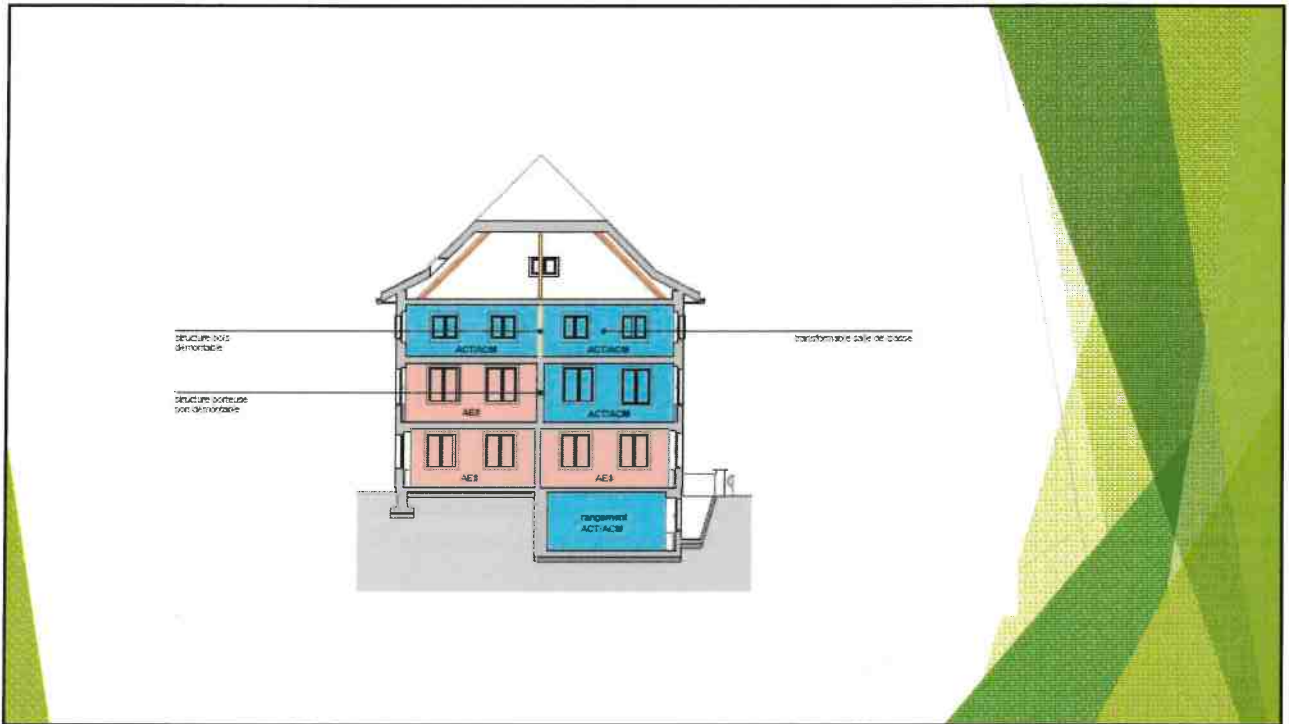 structure bois
démontable
transformable salle de classe
ACT/ACM
ACT/ACM
structure porteuse
non démontable
AES
ACT/ACM
AES
AES
rangement
ACT/ACM